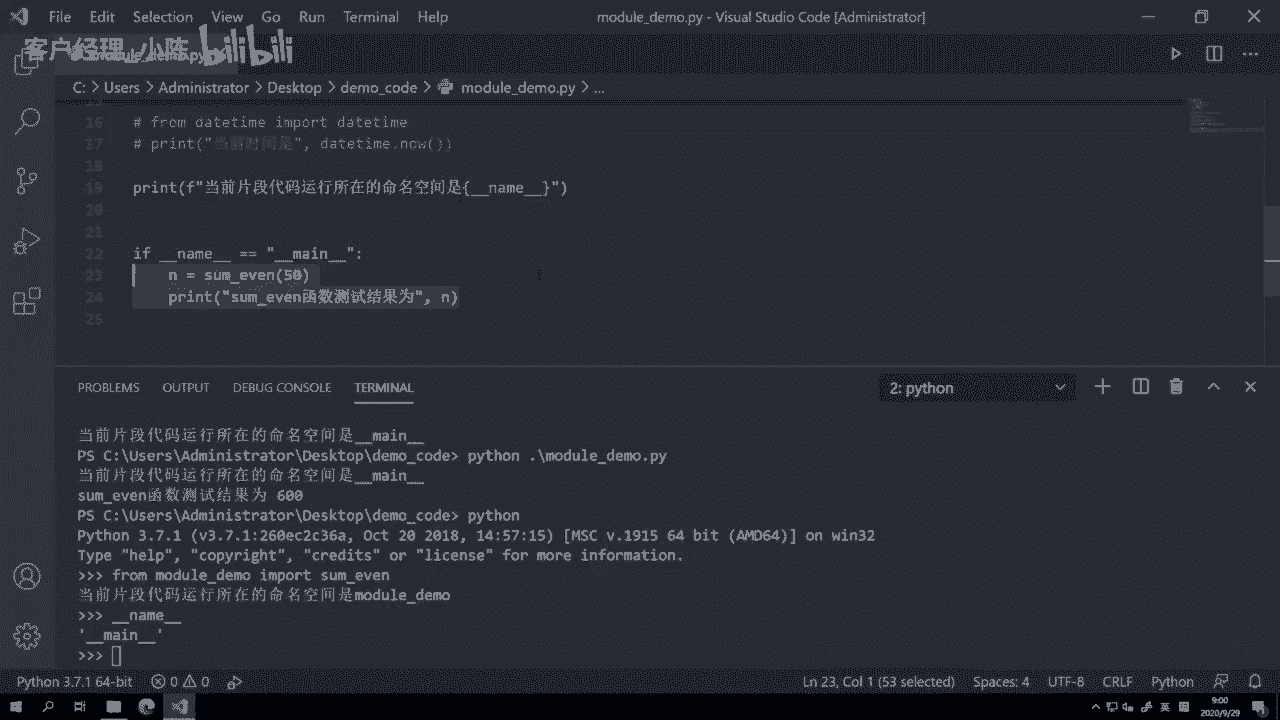 File Edit Selection View Go Run Terminal Help module_demo.py - Visual Studio Code [Administrator]
客户经理_小陈 bilibili
C: > Users > Administrator > Desktop > demo_code > module_demo.py > ...
16 # from datetime import datetime
17 # print("当前时间是", datetime.now())
18
19 print(f"当前片段代码运行所在的命名空间是{__name__}")
20
21
22 if __name__ == "__main__":
23 n = sum_even(50)
24 print("sum_even函数测试结果为", n)
25
PROBLEMS OUTPUT DEBUG CONSOLE TERMINAL 2: python
当前片段代码运行所在的命名空间是__main__
PS C:\Users\Administrator\Desktop\demo_code> python .\module_demo.py
当前片段代码运行所在的命名空间是__main__
sum_even函数测试结果为 600
PS C:\Users\Administrator\Desktop\demo_code> python
Python 3.7.1 (v3.7.1:260ec2c36a, Oct 20 2018, 14:57:15) [MSC v.1915 64 bit (AMD64)] on win32
Type "help", "copyright", "credits" or "license" for more information.
>>> from module_demo import sum_even
当前片段代码运行所在的命名空间是module_demo
>>> __name__
'__main__'
>>>
Python 3.7.1 64-bit 0 0 Ln 23, Col 1 (53 selected) Spaces: 4 UTF-8 CRLF Python
英 9:00
2020/9/29